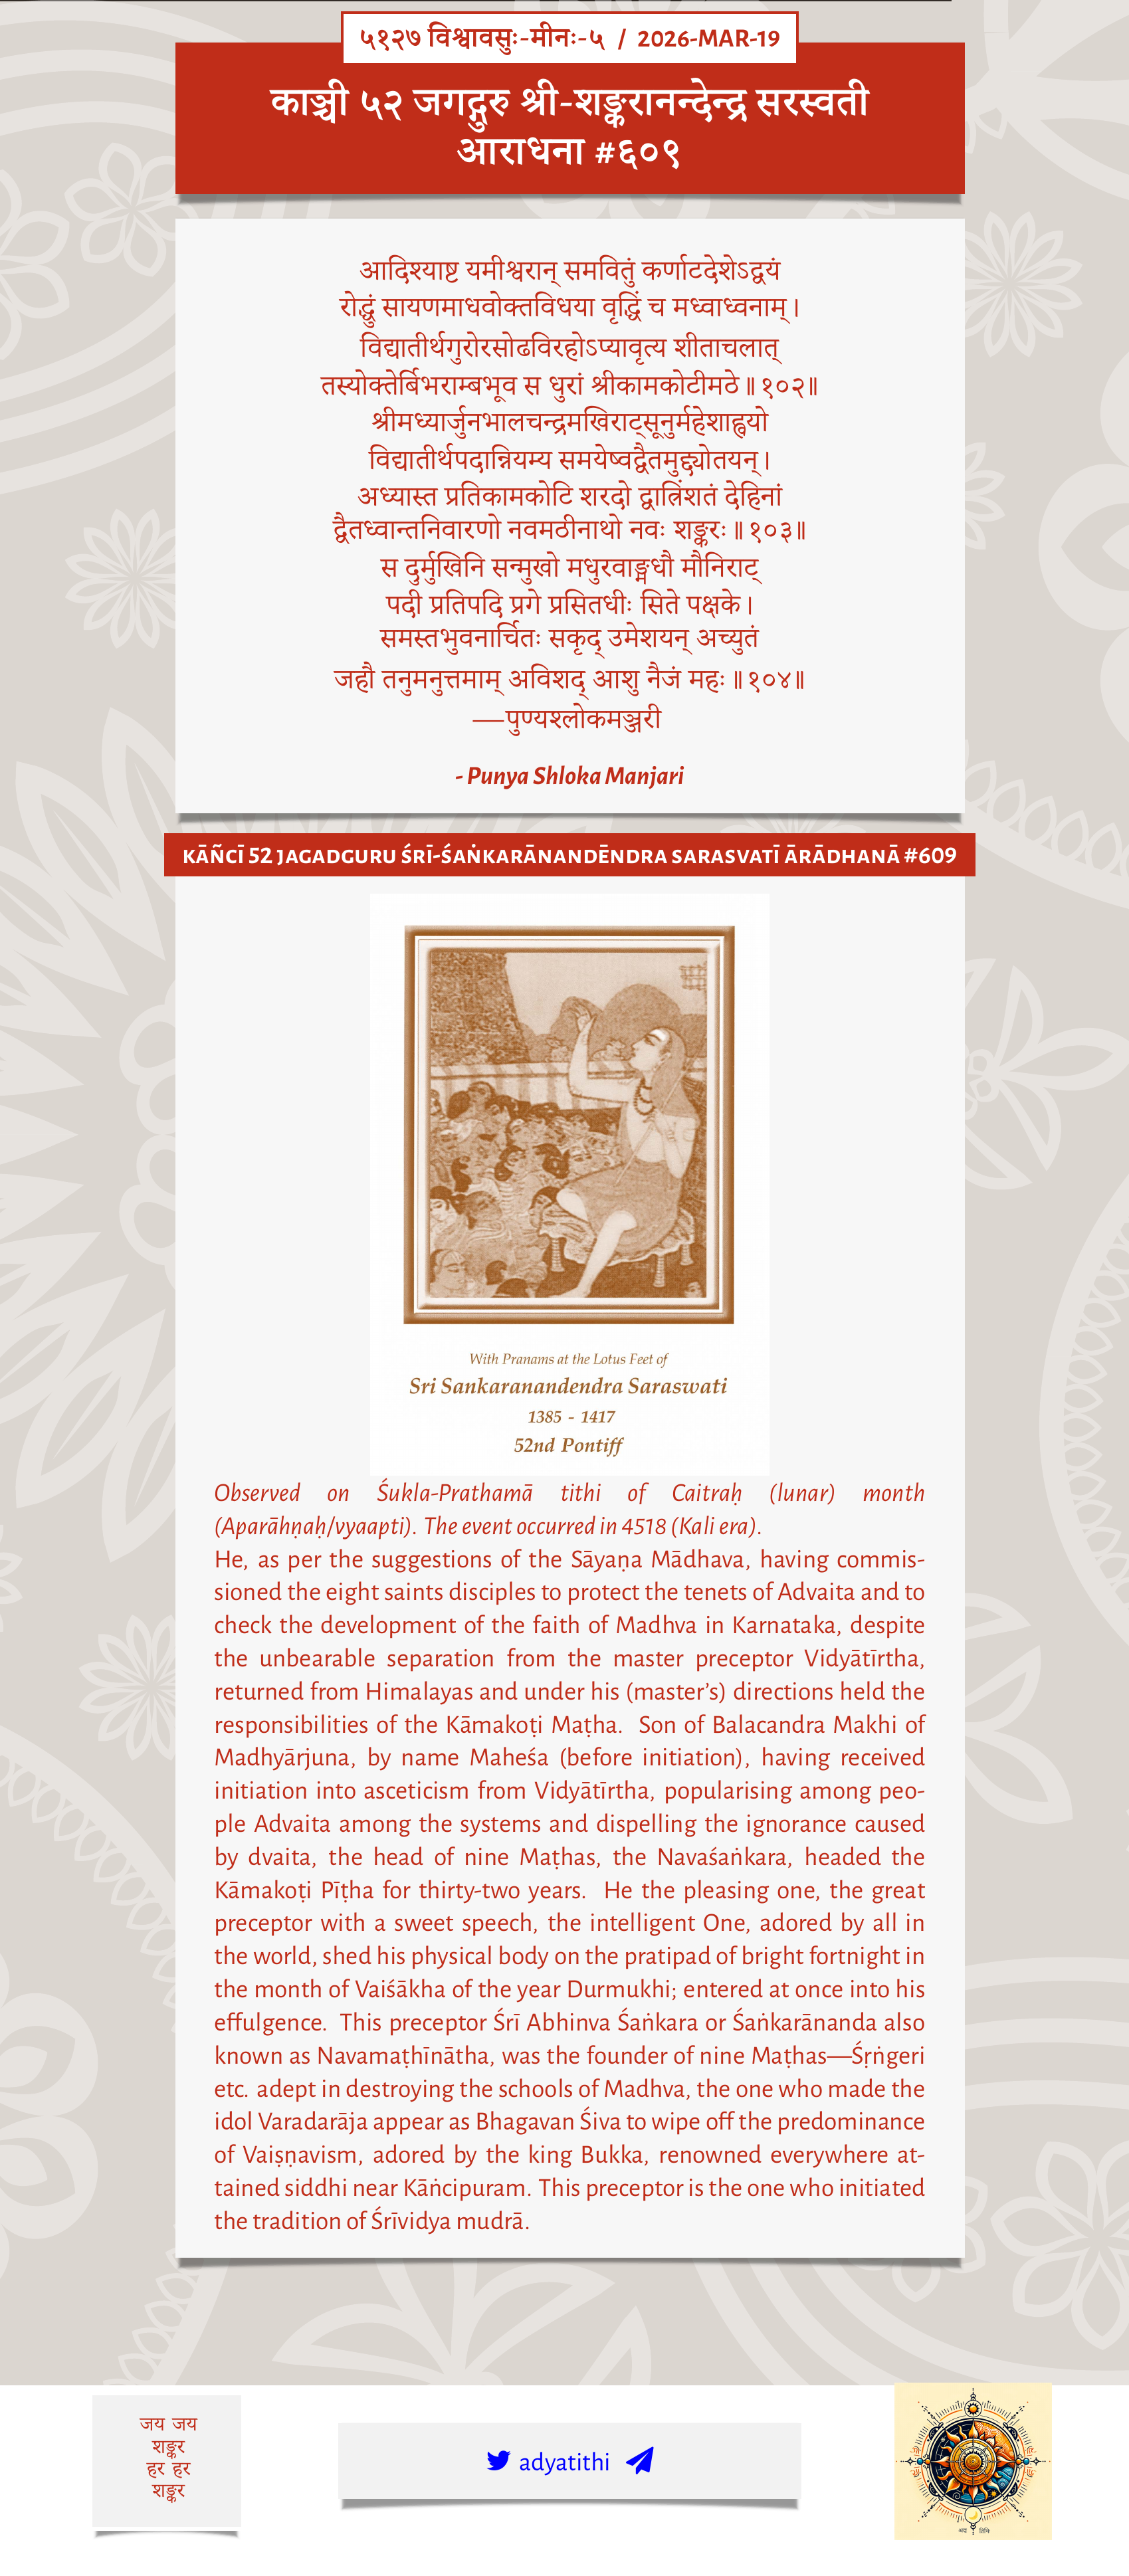 ५१२७ विश्वावसुः-मीनः-५ / 2026-MAR-19
काञ्ची ५२ जगद्गुरु श्री-शङ्करानन्देन्द्र सरस्वती
आराधना #६०९
आदिश्याष्ट यमीश्वरान् समवितुं कर्णाटदेशेऽद्वयं
रोद्धुं सायणमाधवोक्तविधया वृद्धिं च मध्वाध्वनाम्।
विद्यातीर्थगुरोरसोढविरहोऽप्यावृत्य शीताचलात्
तस्योक्तेर्बिभराम्बभूव स धुरां श्रीकामकोटीमठे॥१०२॥
श्रीमध्यार्जुनभालचन्द्रमखिराट्सूनुर्महेशाह्वयो
विद्यातीर्थपदान्नियम्य समयेष्वद्वैतमुद्द्योतयन्।
अध्यास्त प्रतिकामकोटि शरदो द्वात्रिंशतं देहिनां
द्वैतध्वान्तनिवारणो नवमठीनाथो नवः शङ्करः॥१०३॥
स दुर्मुखिनि सन्मुखो मधुरवाङ्मधौ मौनिराट्
पदी प्रतिपदि प्रगे प्रसितधीः सिते पक्षके।
समस्तभुवनार्चितः सकृद् उमेशयन् अच्युतं
जहौ तनुमनुत्तमाम् अविशद् आशु नैजं महः॥१०४॥
—पुण्यश्लोकमञ्जरी
- Punya Shloka Manjari
KĀÑCĪ 52 JAGADGURU ŚRĪ-ŚAṄKARĀNANDĒNDRA SARASVATĪ ĀRĀDHANĀ #609
With Pranams at the Lotus Feet of
Sri Sankaranandendra Saraswati
1385 - 1417
52nd Pontiff
Observed on Śukla-Prathamā tithi of Caitraḥ (lunar) month
(Aparāhṇaḥ/vyaapti). The event occurred in 4518 (Kali era).
He, as per the suggestions of the Sāyaṇa Mādhava, having commis-
sioned the eight saints disciples to protect the tenets of Advaita and to
check the development of the faith of Madhva in Karnataka, despite
the unbearable separation from the master preceptor Vidyātīrtha,
returned from Himalayas and under his (master’s) directions held the
responsibilities of the Kāmakoṭi Maṭha. Son of Balacandra Makhi of
Madhyārjuna, by name Maheśa (before initiation), having received
initiation into asceticism from Vidyātīrtha, popularising among peo-
ple Advaita among the systems and dispelling the ignorance caused
by dvaita, the head of nine Maṭhas, the Navaśaṅkara, headed the
Kāmakoṭi Pīṭha for thirty-two years. He the pleasing one, the great
preceptor with a sweet speech, the intelligent One, adored by all in
the world, shed his physical body on the pratipad of bright fortnight in
the month of Vaiśākha of the year Durmukhi; entered at once into his
effulgence. This preceptor Śrī Abhinva Śaṅkara or Śaṅkarānanda also
known as Navamaṭhīnātha, was the founder of nine Maṭhas—Śṛṅgeri
etc. adept in destroying the schools of Madhva, the one who made the
idol Varadarāja appear as Bhagavan Śiva to wipe off the predominance
of Vaiṣṇavism, adored by the king Bukka, renowned everywhere at-
tained siddhi near Kāṅcipuram. This preceptor is the one who initiated
the tradition of Śrīvidya mudrā.
जय जय
शङ्कर
हर हर
शङ्कर
adyatithi